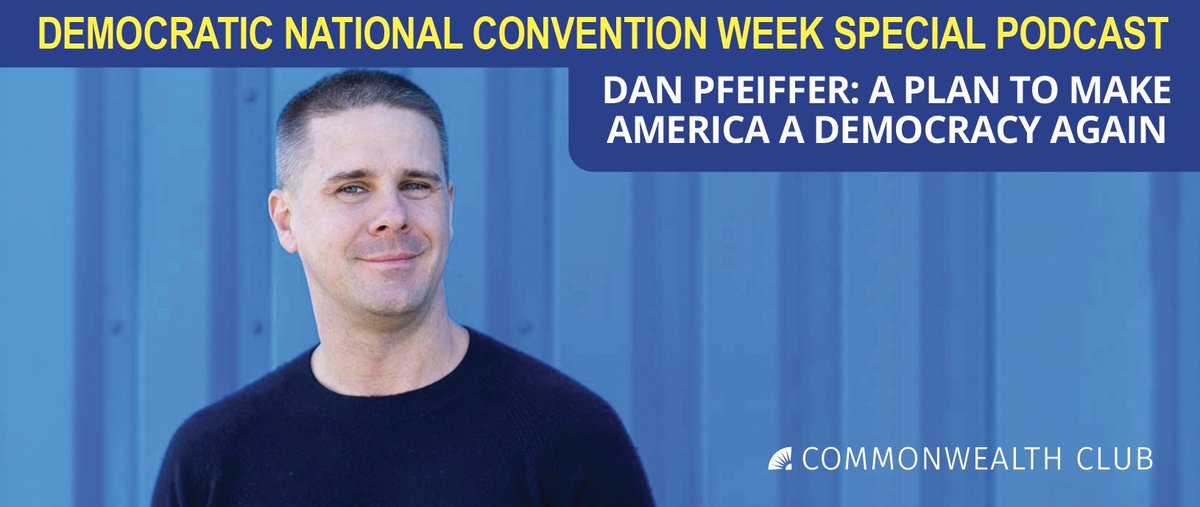 DEMOCRATIC NATIONAL CONVENTION WEEK SPECIAL PODCAST
DAN PFEIFFER: A PLAN TO MAKE
AMERICA A DEMOCRACY AGAIN
COMMONWEALTH CLUB